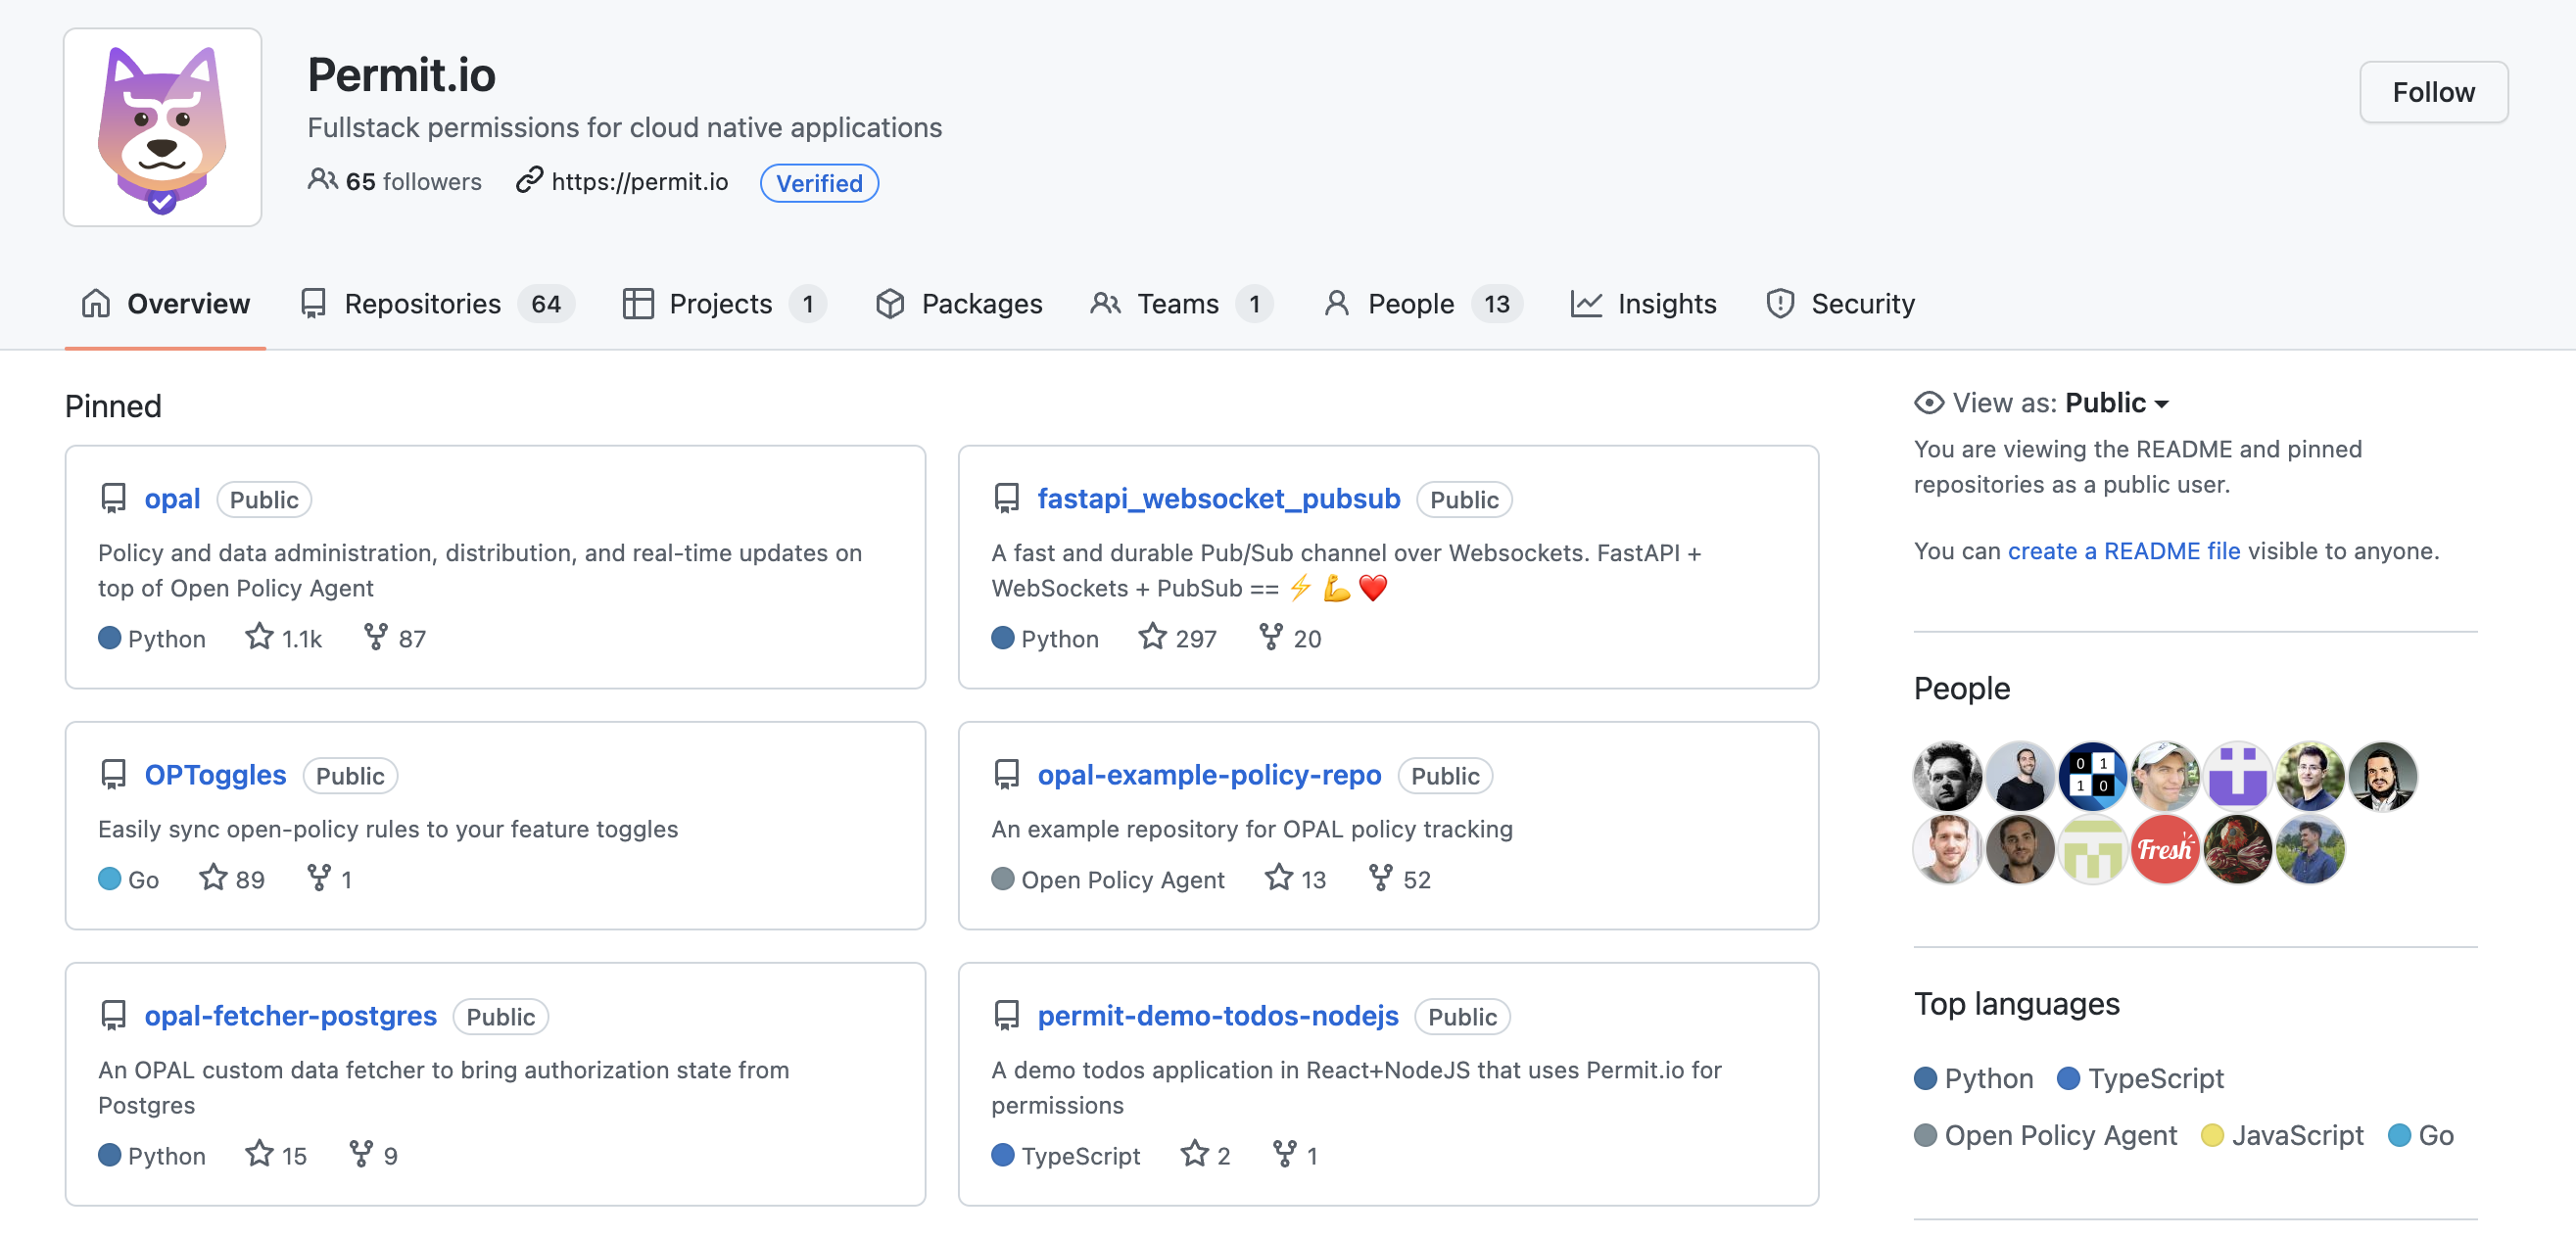 Permit.io
Fullstack permissions for cloud native applications
65 followers https://permit.io Verified
Follow
Overview Repositories 64 Projects 1 Packages Teams 1 People 13 Insights Security
Pinned
opal Public
Policy and data administration, distribution, and real-time updates on
top of Open Policy Agent
Python 1.1k 87
fastapi_websocket_pubsub Public
A fast and durable Pub/Sub channel over Websockets. FastAPI +
WebSockets + PubSub == ⚡ 💪 ❤️
Python 297 20
OPToggles Public
Easily sync open-policy rules to your feature toggles
Go 89 1
opal-example-policy-repo Public
An example repository for OPAL policy tracking
Open Policy Agent 13 52
opal-fetcher-postgres Public
An OPAL custom data fetcher to bring authorization state from
Postgres
Python 15 9
permit-demo-todos-nodejs Public
A demo todos application in React+NodeJS that uses Permit.io for
permissions
TypeScript 2 1
View as: Public
You are viewing the README and pinned
repositories as a public user.
You can create a README file visible to anyone.
People
0 1
1 0
Fresh
Top languages
Python TypeScript
Open Policy Agent JavaScript Go